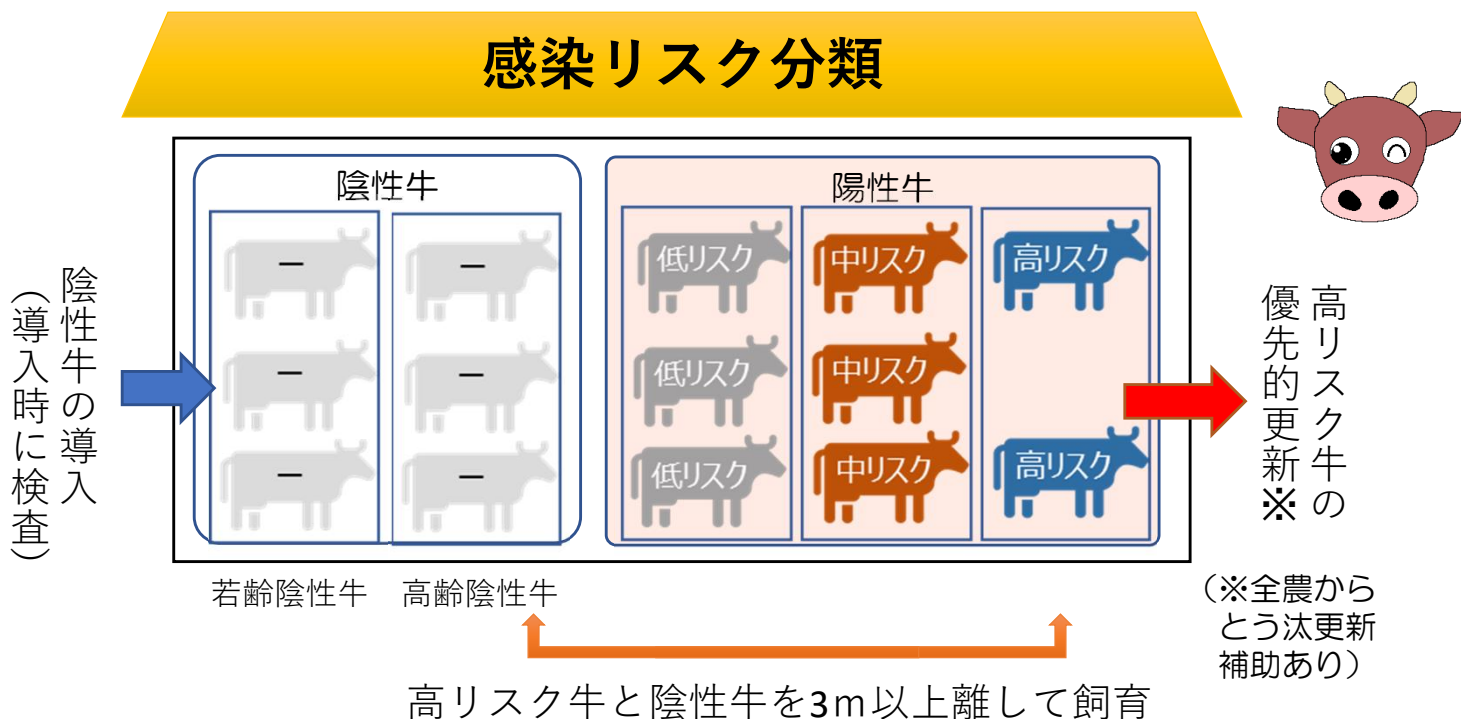 感染リスク分類
陰性牛
陽性牛
ー
ー
低リスク
中リスク
高リスク
ー
ー
低リスク
中リスク
ー
ー
低リスク
中リスク
高リスク
陰性牛の導入
（導入時に検査）
高リスク牛の
優先的更新※
若齢陰性牛
高齢陰性牛
（※全農から
とう汰更新
補助あり）
高リスク牛と陰性牛を3ｍ以上離して飼育